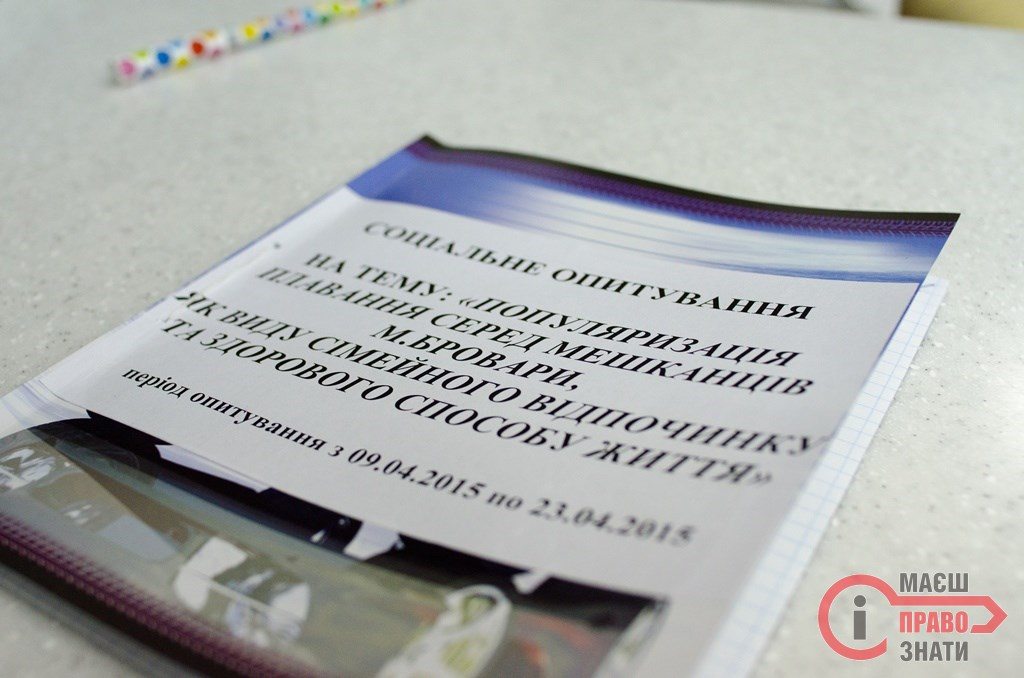 СОЦІАЛЬНЕ ОПИТУВАННЯ
НА ТЕМУ: «ПОПУЛЯРИЗАЦІЯ
ПЛАВАННЯ СЕРЕД МЕШКАНЦІВ
М.БРОВАРИ,
ЯК ВИДУ СІМЕЙНОГО ВІДПОЧИНКУ
ТА ЗДОРОВОГО СПОСОБУ ЖИТТЯ»
період опитування з 09.04.2015 по 23.04.2015
і МАЄШ
ПРАВО
ЗНАТИ